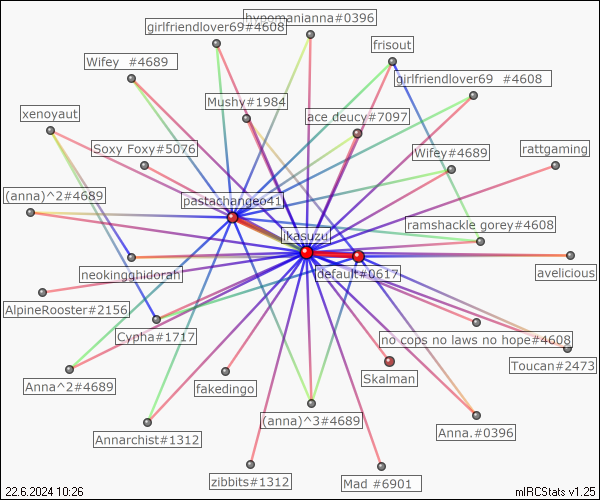 hypomanianna#0396
girlfriendlover69#4608
frisout
Wifey #4689
girlfriendlover69 #4608
Mushy#1984
xenoyaut
ace deucy#7097
Soxy Foxy#5076
Wifey#4689
rattgaming
(anna)^2#4689
pastachangeo41
ramshackle gorey#4608
ikasuzu
neokingghidorah
default#0617
avelicious
AlpineRooster#2156
Cypha#1717
no cops no laws no hope#4608
Toucan#2473
Skalman
Anna^2#4689
fakedingo
(anna)^3#4689
Annarchist#1312
Anna.#0396
zibbits#1312
Mad #6901
22.6.2024 10:26
mIRCStats v1.25